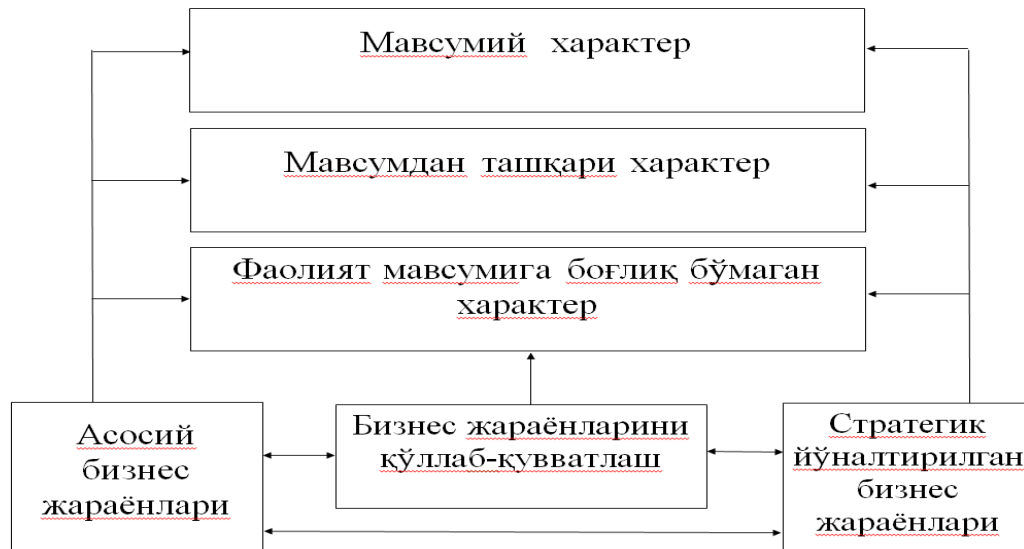 Мавсумий характер
Мавсумдан ташқари характер
Фаолият мавсумига боғлиқ бўмаган
характер
Асосий
бизнес
жараёнлари
Бизнес жараёнларини
қўллаб-қувватлаш
Стратегик
йўналтирилган
бизнес
жараёнлари